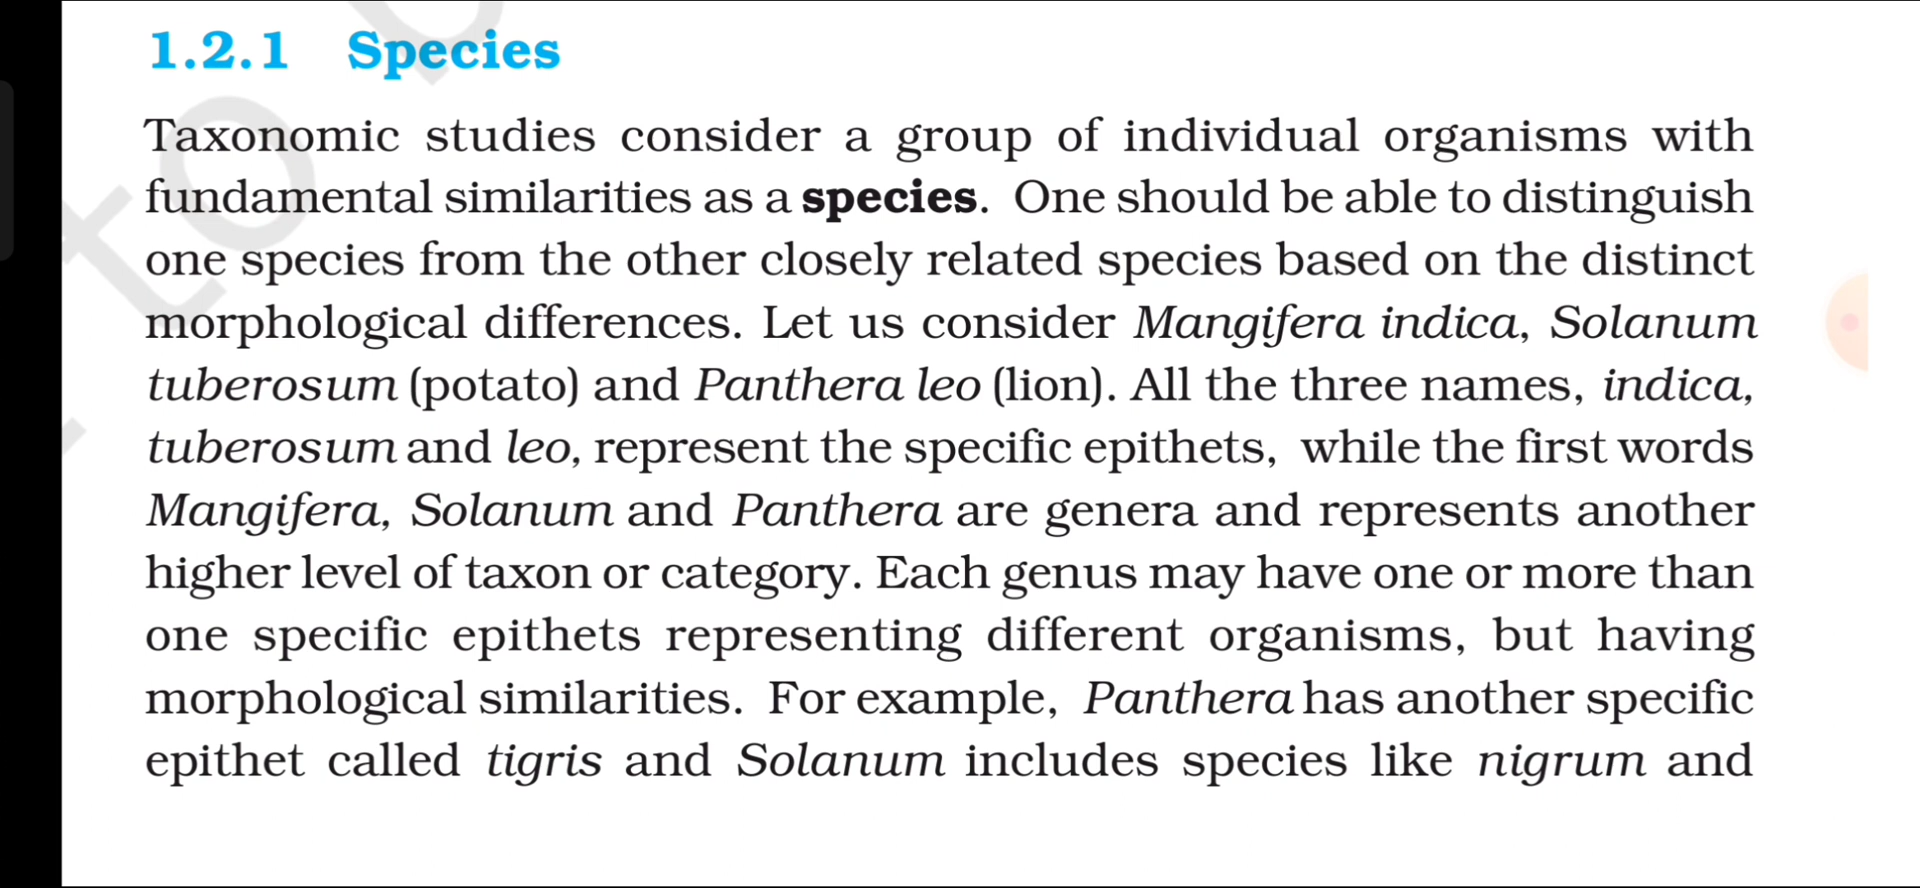 1.2.1 Species
Taxonomic studies consider a group of individual organisms with
fundamental similarities as a species. One should be able to distinguish
one species from the other closely related species based on the distinct
morphological differences. Let us consider Mangifera indica, Solanum
tuberosum (potato) and Panthera leo (lion). All the three names, indica,
tuberosum and leo, represent the specific epithets, while the first words
Mangifera, Solanum and Panthera are genera and represents another
higher level of taxon or category. Each genus may have one or more than
one specific epithets representing different organisms, but having
morphological similarities. For example, Panthera has another specific
epithet called tigris and Solanum includes species like nigrum and